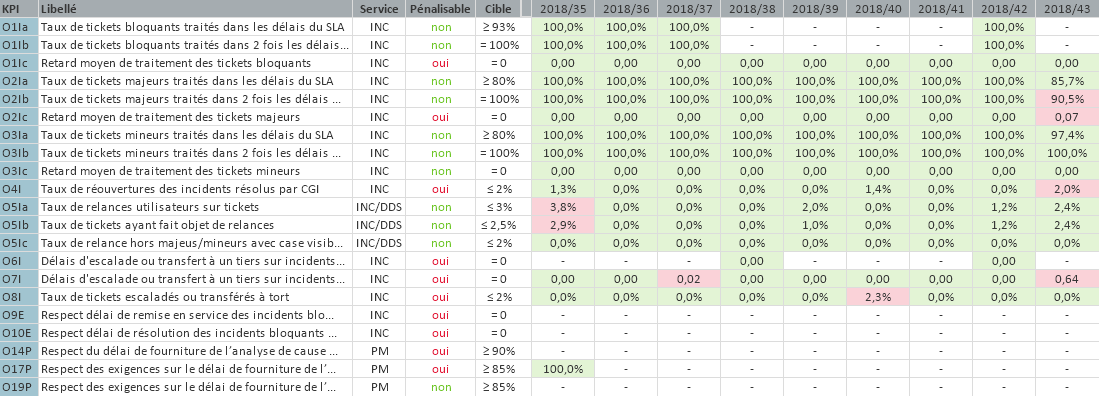 KPI Libellé Service Pénalisable Cible 2018/35 2018/36 2018/37 2018/38 2018/39 2018/40 2018/41 2018/42 2018/43
O1Ia Taux de tickets bloquants traités dans les délais du SLA INC non ≥ 93% 100,0% 100,0% 100,0% - - - - 100,0% -
O1Ib Taux de tickets bloquants traités dans 2 fois les délais... INC non = 100% 100,0% 100,0% 100,0% - - - - 100,0% -
O1Ic Retard moyen de traitement des tickets bloquants INC oui = 0 0,00 0,00 0,00 0,00 0,00 0,00 0,00 0,00 0,00
O2Ia Taux de tickets majeurs traités dans les délais du SLA INC non ≥ 80% 100,0% 100,0% 100,0% 100,0% 100,0% 100,0% 100,0% 100,0% 85,7%
O2Ib Taux de tickets majeurs traités dans 2 fois les délais ... INC non = 100% 100,0% 100,0% 100,0% 100,0% 100,0% 100,0% 100,0% 100,0% 90,5%
O2Ic Retard moyen de traitement des tickets majeurs INC oui = 0 0,00 0,00 0,00 0,00 0,00 0,00 0,00 0,00 0,07
O3Ia Taux de tickets mineurs traités dans les délais du SLA INC non ≥ 80% 100,0% 100,0% 100,0% 100,0% 100,0% 100,0% 100,0% 100,0% 97,4%
O3Ib Taux de tickets mineurs traités dans 2 fois les délais ... INC non = 100% 100,0% 100,0% 100,0% 100,0% 100,0% 100,0% 100,0% 100,0% 100,0%
O3Ic Retard moyen de traitement des tickets mineurs INC non = 0 0,00 0,00 0,00 0,00 0,00 0,00 0,00 0,00 0,00
O4I Taux de réouvertures des incidents résolus par CGI INC oui ≤ 2% 1,3% 0,0% 0,0% 0,0% 0,0% 1,4% 0,0% 0,0% 2,0%
O5Ia Taux de relances utilisateurs sur tickets INC/DDS non ≤ 3% 3,8% 0,0% 0,0% 0,0% 2,0% 0,0% 0,0% 1,2% 2,4%
O5Ib Taux de tickets ayant fait objet de relances INC/DDS non ≤ 2,5% 2,9% 0,0% 0,0% 0,0% 1,0% 0,0% 0,0% 1,2% 2,4%
O5Ic Taux de relance hors majeus/mineurs avec case visib... INC/DDS non ≤ 2% 0,0% 0,0% 0,0% 0,0% 0,0% 0,0% 0,0% 0,0% 0,0%
O6I Délais d'escalade ou transfert à un tiers sur incidents... INC oui = 0 - - - 0,00 - - - 0,00 -
O7I Délais d'escalade ou transfert à un tiers sur incidents... INC oui = 0 0,00 0,00 0,02 0,00 0,00 0,00 0,00 0,00 0,64
O8I Taux de tickets escaladés ou transférés à tort INC oui ≤ 2% 0,0% 0,0% 0,0% 0,0% 0,0% 2,3% 0,0% 0,0% 0,0%
O9E Respect délai de remise en service des incidents blo... INC oui = 0 - - - - - - - - -
O10E Respect délai de résolution des incidents bloquants ... INC oui = 0 - - - - - - - - -
O14P Respect du délai de fourniture de l’analyse de cause ... PM oui ≥ 90% - - - - - - - - -
O17P Respect des exigences sur le délai de fourniture de l’... PM oui ≥ 85% 100,0% - - - - - - - -
O19P Respect des exigences sur le délai de fourniture de l’... PM non ≥ 85% - - - - - - - - -